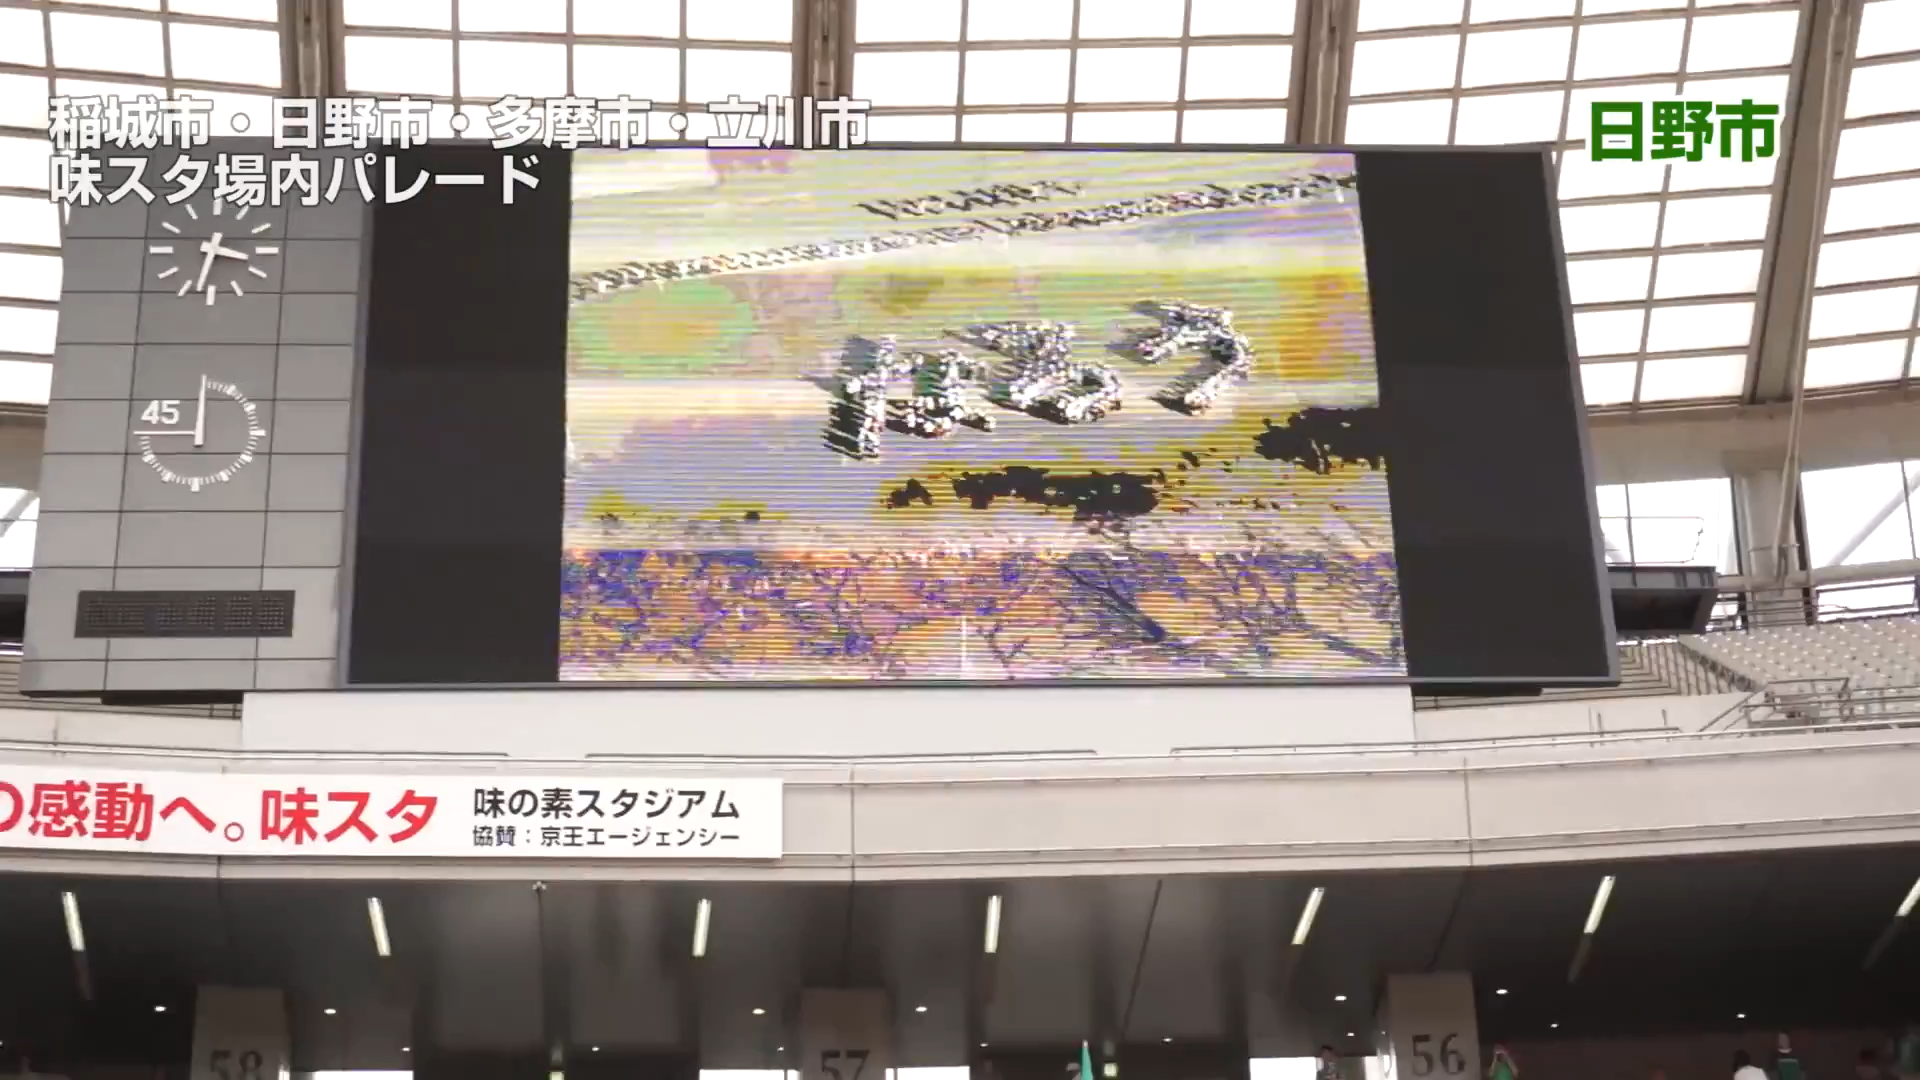 稲城市・日野市・多摩市・立川市
味スタ場内パレード
日野市
45
の感動へ。味スタ
味の素スタジアム
協賛：京王エージェンシー
58
57
56